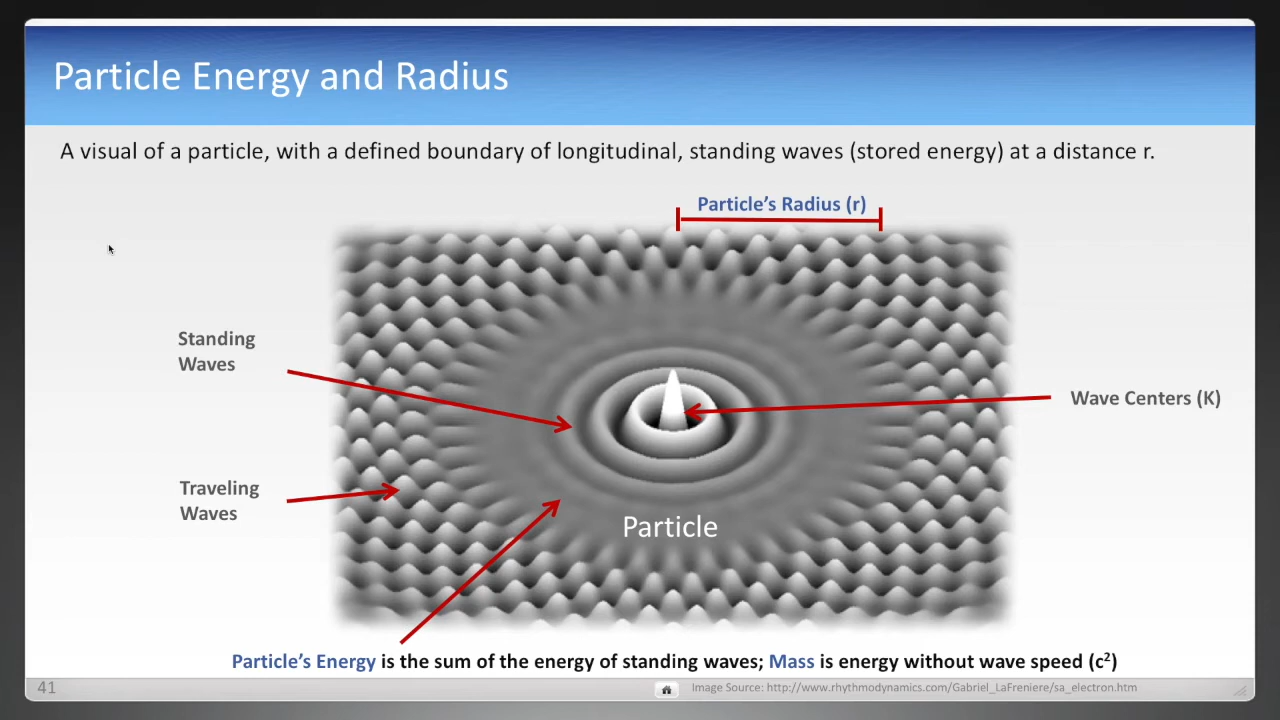 Particle Energy and Radius
A visual of a particle, with a defined boundary of longitudinal, standing waves (stored energy) at a distance r.
Particle’s Radius (r)
Standing
Waves
Wave Centers (K)
Traveling
Waves
Particle
Particle’s Energy is the sum of the energy of standing waves; Mass is energy without wave speed (c²)
41
Image Source: http://www.rhythmodynamics.com/Gabriel_LaFreniere/sa_electron.htm